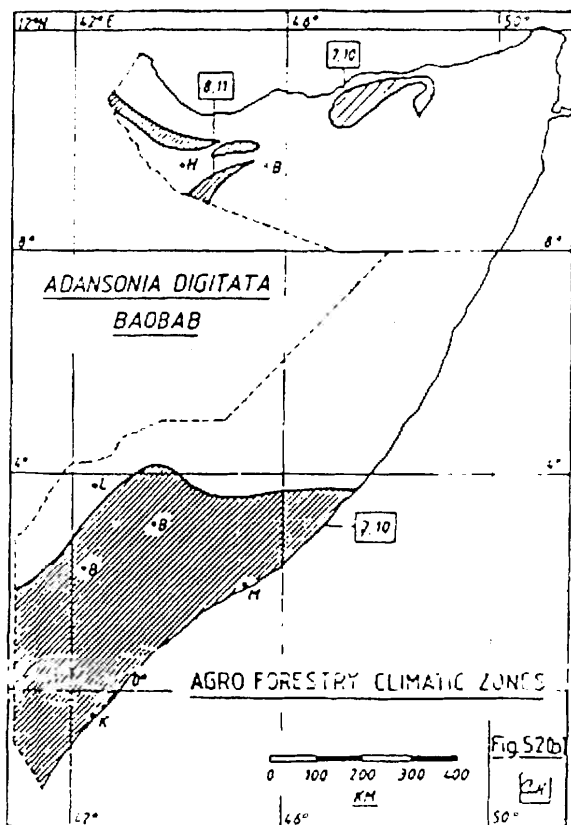 12°N 42°E 46° 50°
7,10
8,11
H
B
8° 8°
ADANSONIA DIGITATA
BAOBAB
4° 4°
L
B
7,10
B
M
0°
AGRO FORESTRY CLIMATIC ZONES
K
Fig.S20(b)
0 100 200 300 400
KM
42° 46° 50°